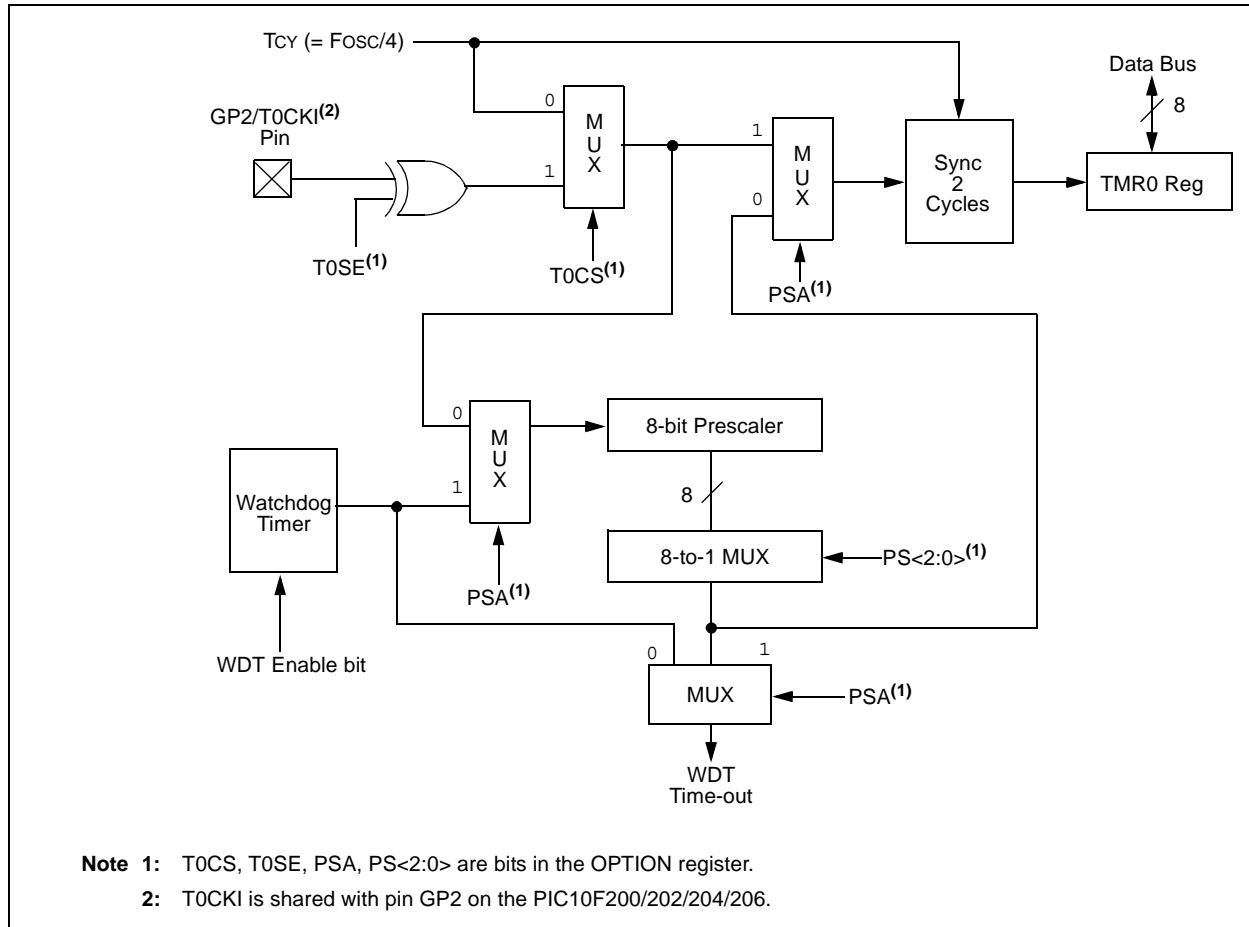 TCY (= FOSC/4)
Data Bus
8
GP2/T0CKI(2)
Pin
0
1
M
U
X
T0SE(1)
T0CS(1)
1
0
M
U
X
PSA(1)
Sync
2
Cycles
TMR0 Reg
0
1
M
U
X
PSA(1)
8-bit Prescaler
8
8-to-1 MUX
PS<2:0>(1)
Watchdog
Timer
WDT Enable bit
0
1
MUX
PSA(1)
WDT
Time-out
Note 1: T0CS, T0SE, PSA, PS<2:0> are bits in the OPTION register.
2: T0CKI is shared with pin GP2 on the PIC10F200/202/204/206.